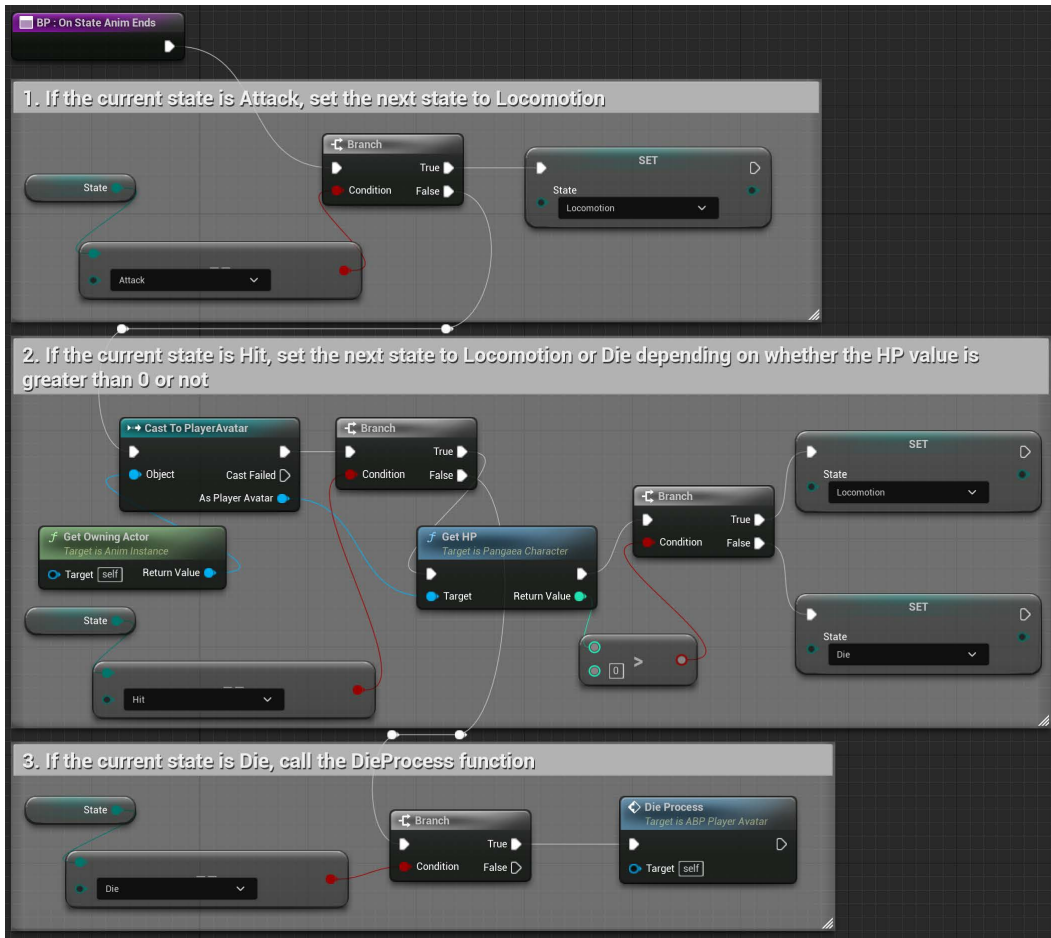 BP : On State Anim Ends
1. If the current state is Attack, set the next state to Locomotion
Branch
True
Condition
False
SET
State
Locomotion
State
==
Attack
2. If the current state is Hit, set the next state to Locomotion or Die depending on whether the HP value is
greater than 0 or not
Cast To PlayerAvatar
Object
Cast Failed
As Player Avatar
Branch
True
Condition
False
SET
State
Locomotion
Branch
True
Condition
False
Get Owning Actor
Target is Anim Instance
Target self
Return Value
Get HP
Target is Pangaea Character
Target
Return Value
State
==
Hit
0
>
SET
State
Die
3. If the current state is Die, call the DieProcess function
State
==
Die
Branch
True
Condition
False
Die Process
Target is ABP Player Avatar
Target self